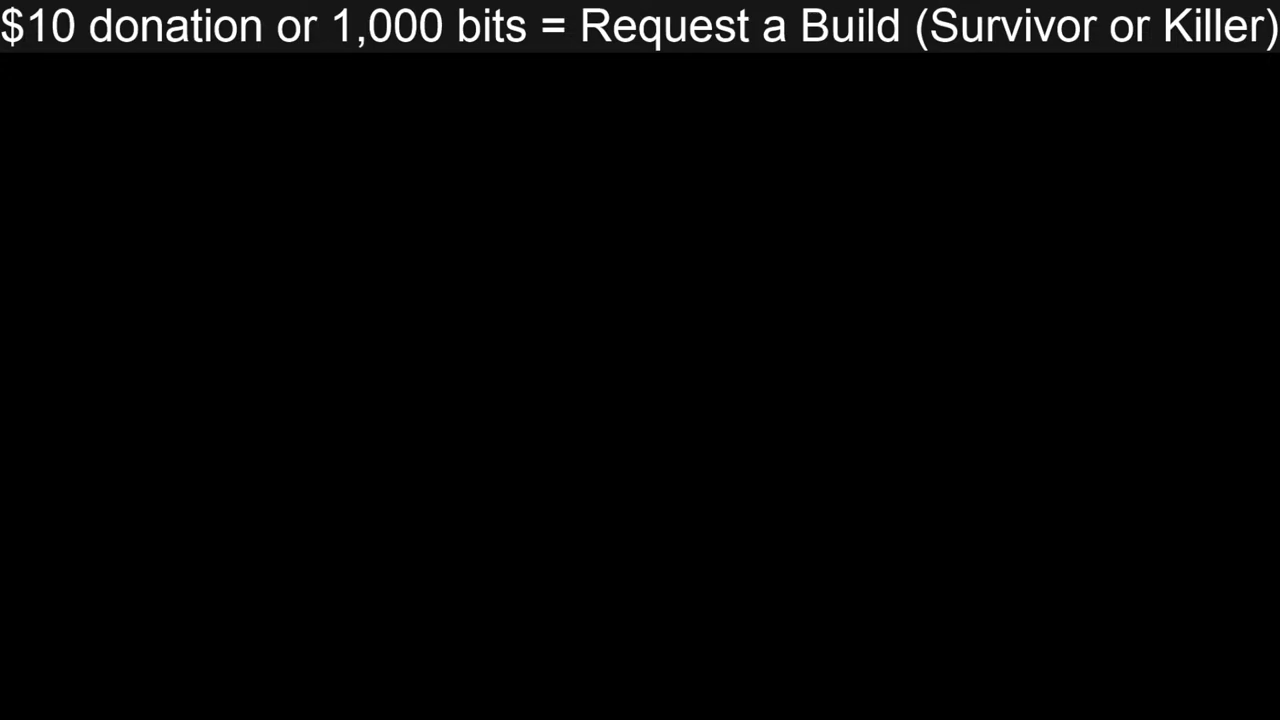 $10 donation or 1,000 bits = Request a Build (Survivor or Killer)